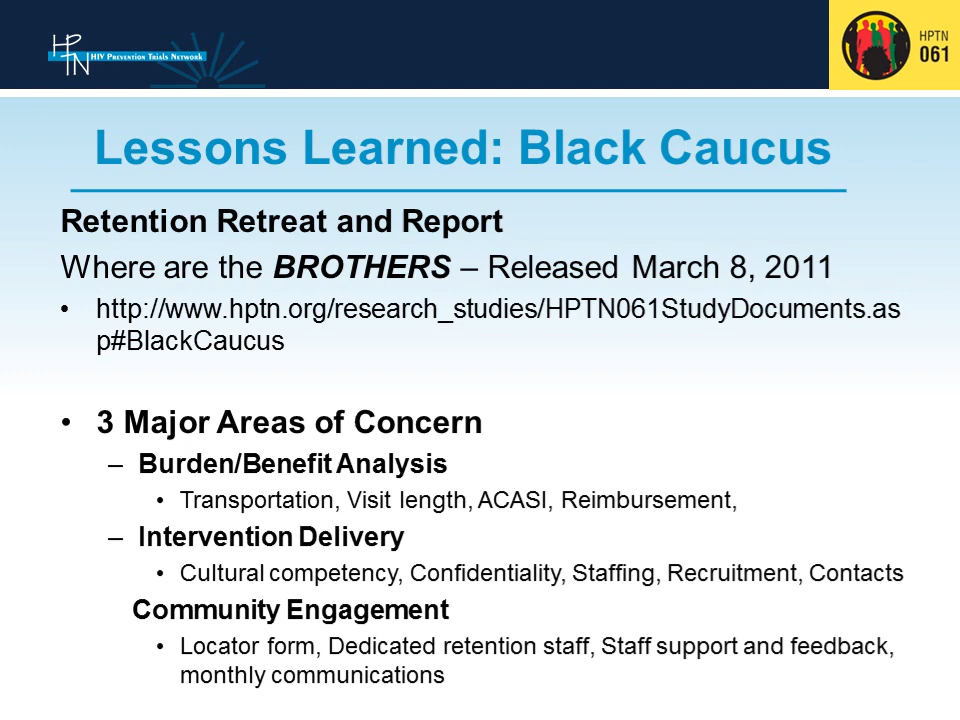 HPTN
HIV Prevention Trials Network
HPTN
061
Lessons Learned: Black Caucus
Retention Retreat and Report
Where are the BROTHERS – Released March 8, 2011
• http://www.hptn.org/research_studies/HPTN061StudyDocuments.as
p#BlackCaucus
• 3 Major Areas of Concern
– Burden/Benefit Analysis
• Transportation, Visit length, ACASI, Reimbursement,
– Intervention Delivery
• Cultural competency, Confidentiality, Staffing, Recruitment, Contacts
Community Engagement
• Locator form, Dedicated retention staff, Staff support and feedback,
monthly communications